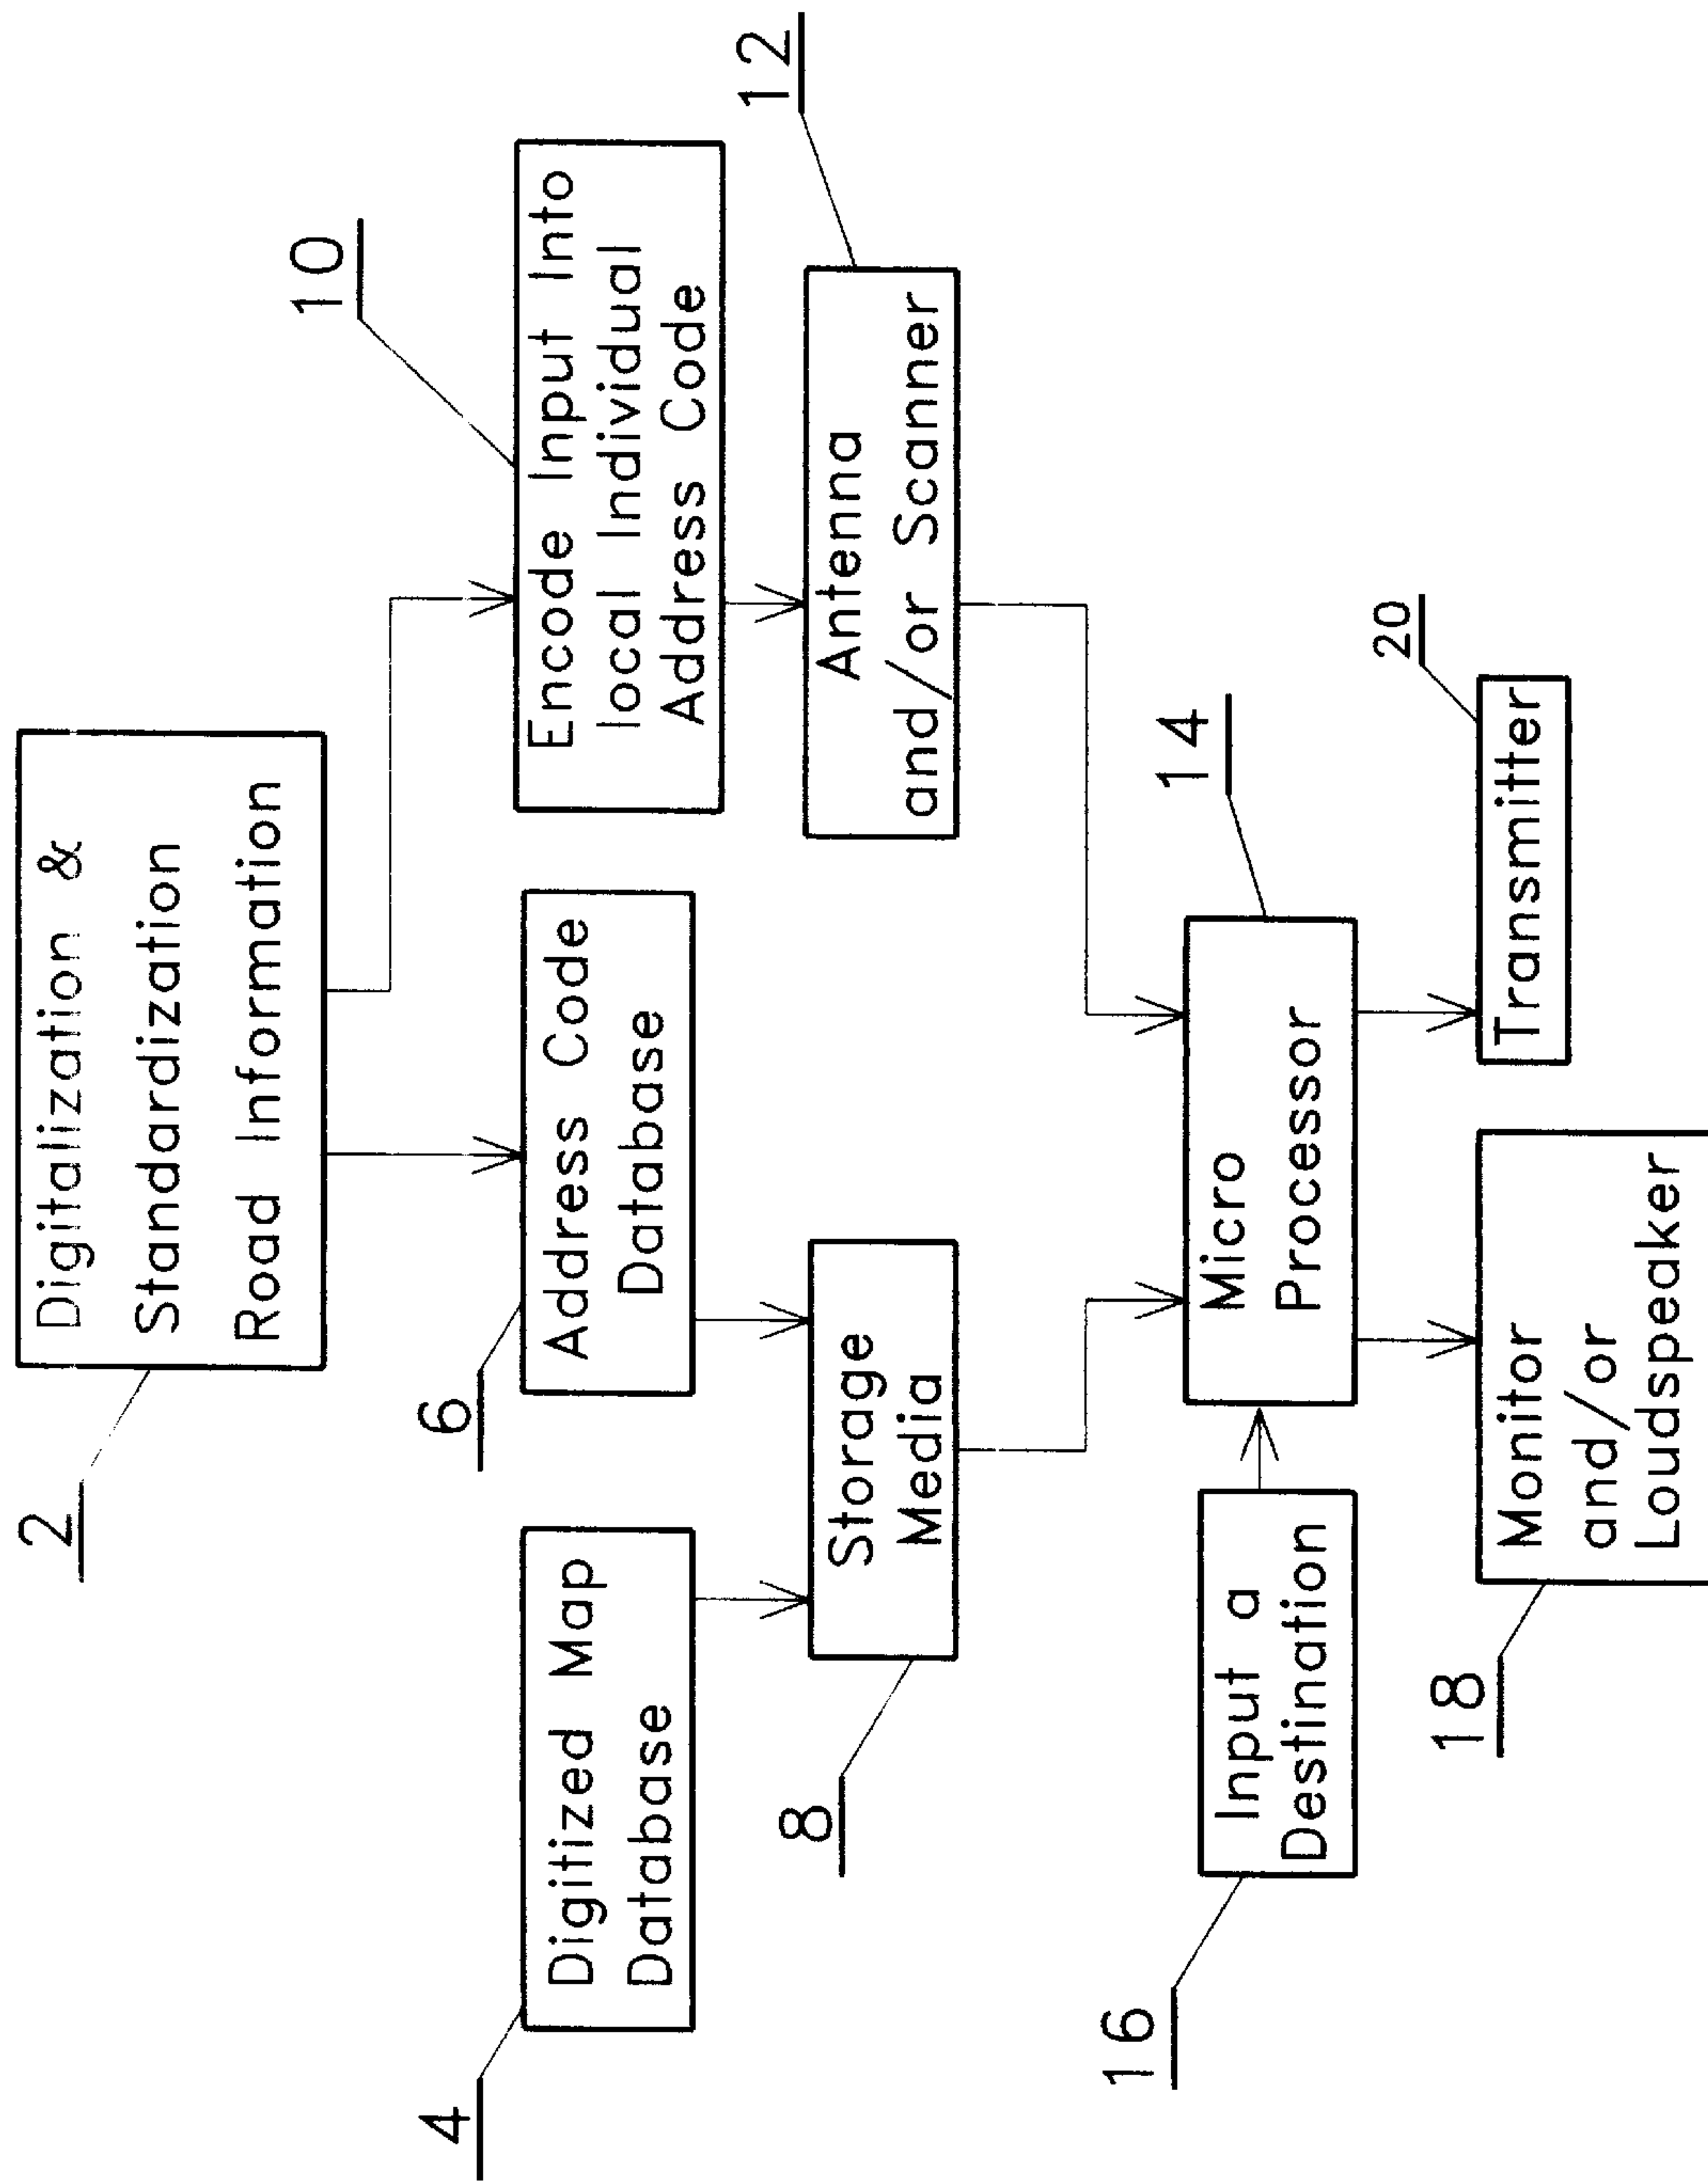 2
Digitalization &
Standardization
Road Information
4
Digitized Map
Database
6
Address Code
Database
10
Encode Input Into
local Individual
Address Code
8
Storage
Media
12
Antenna
and/or Scanner
16
Input a
Destination
14
Micro
Processor
18
Monitor
and/or
Loudspeaker
20
Transmitter